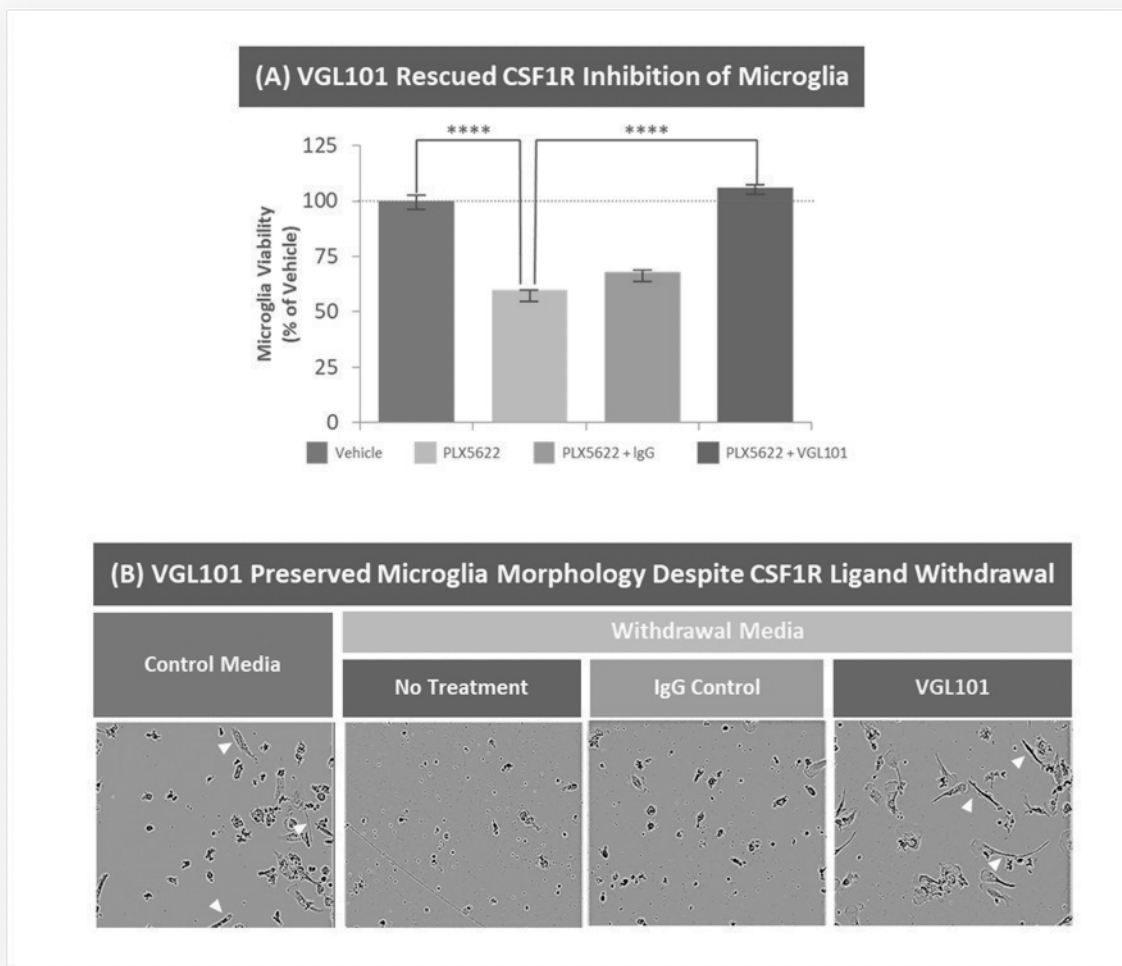 (A) VGL101 Rescued CSF1R Inhibition of Microglia
**** ****
125
100
75
50
25
0
Microglia Viability
(% of Vehicle)
Vehicle PLX5622 PLX5622 + IgG PLX5622 + VGL101
(B) VGL101 Preserved Microglia Morphology Despite CSF1R Ligand Withdrawal
Control Media
Withdrawal Media
No Treatment IgG Control VGL101